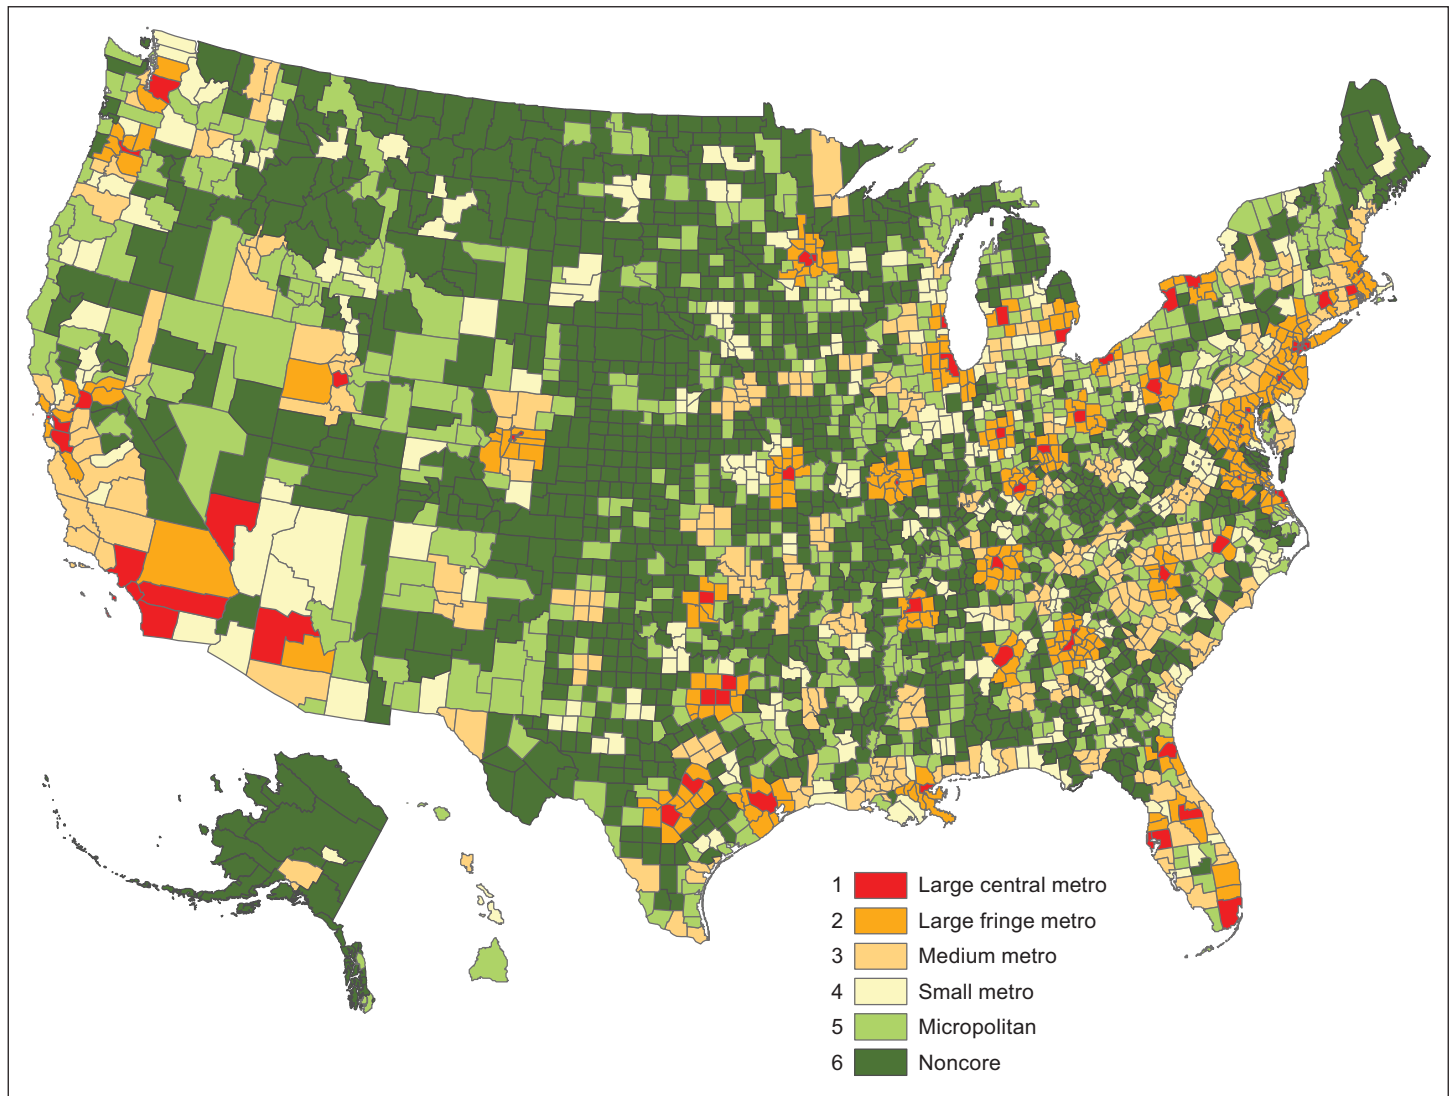 1 Large central metro
2 Large fringe metro
3 Medium metro
4 Small metro
5 Micropolitan
6 Noncore